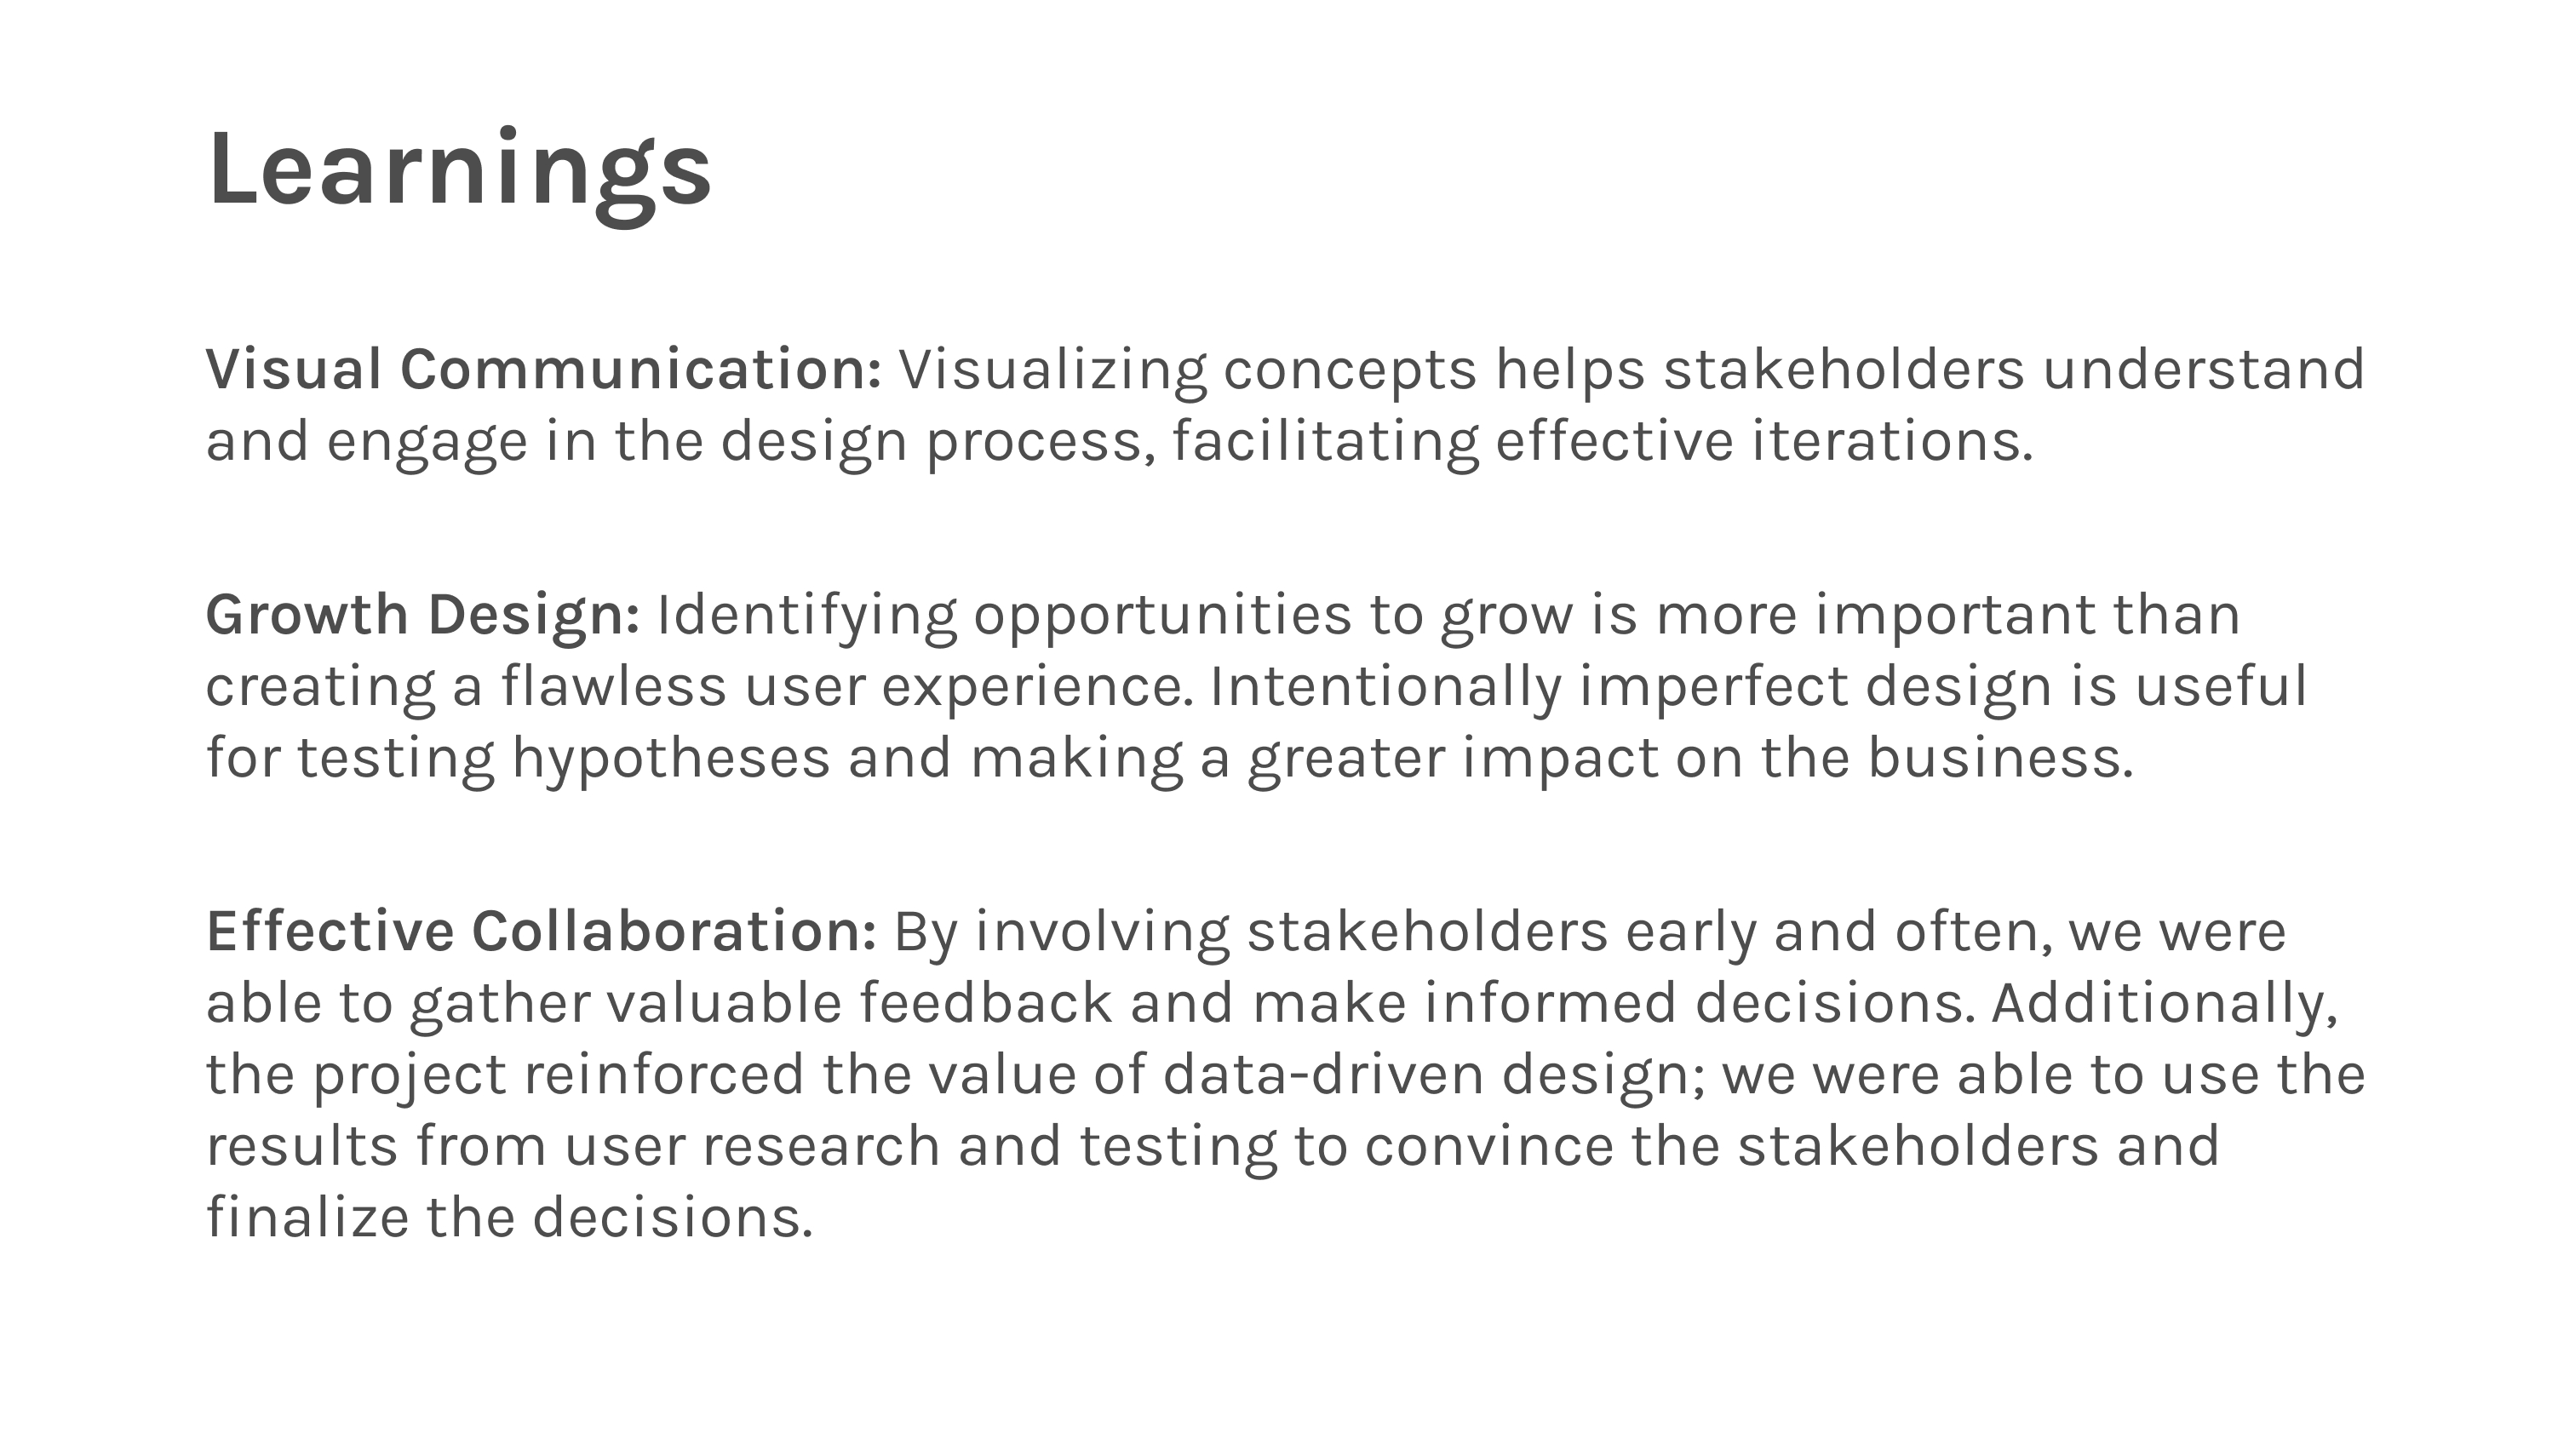 Learnings
Visual Communication: Visualizing concepts helps stakeholders understand
and engage in the design process, facilitating effective iterations.
Growth Design: Identifying opportunities to grow is more important than
creating a flawless user experience. Intentionally imperfect design is useful
for testing hypotheses and making a greater impact on the business.
Effective Collaboration: By involving stakeholders early and often, we were
able to gather valuable feedback and make informed decisions. Additionally,
the project reinforced the value of data-driven design; we were able to use the
results from user research and testing to convince the stakeholders and
finalize the decisions.